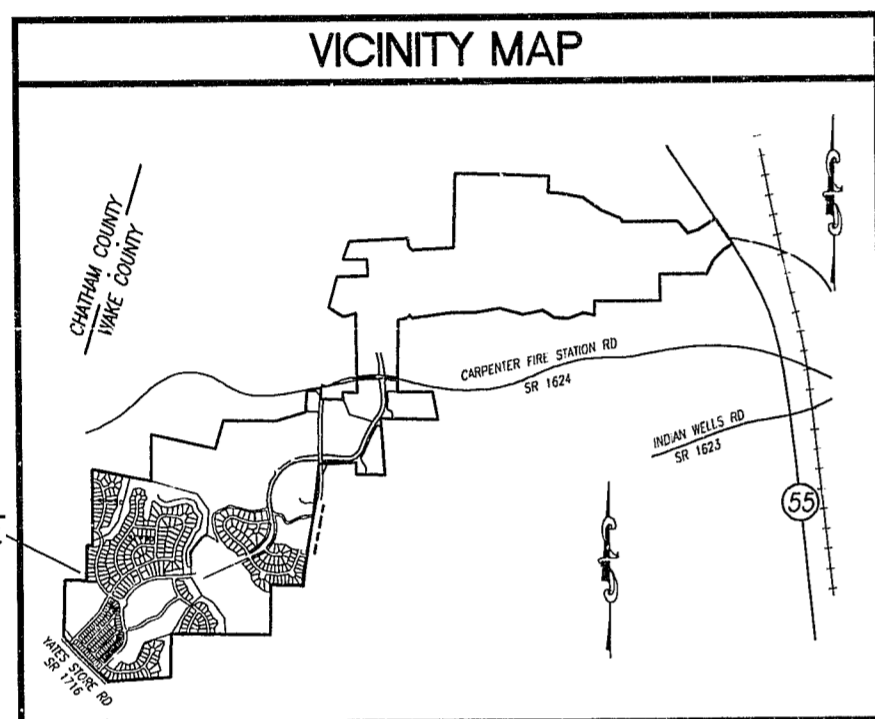 VICINITY MAP
CHATHAM COUNTY
WAKE COUNTY
CARPENTER FIRE STATION RD
SR 1624
INDIAN WELLS RD
SR 1623
55
YATES STORE RD
SR 1716